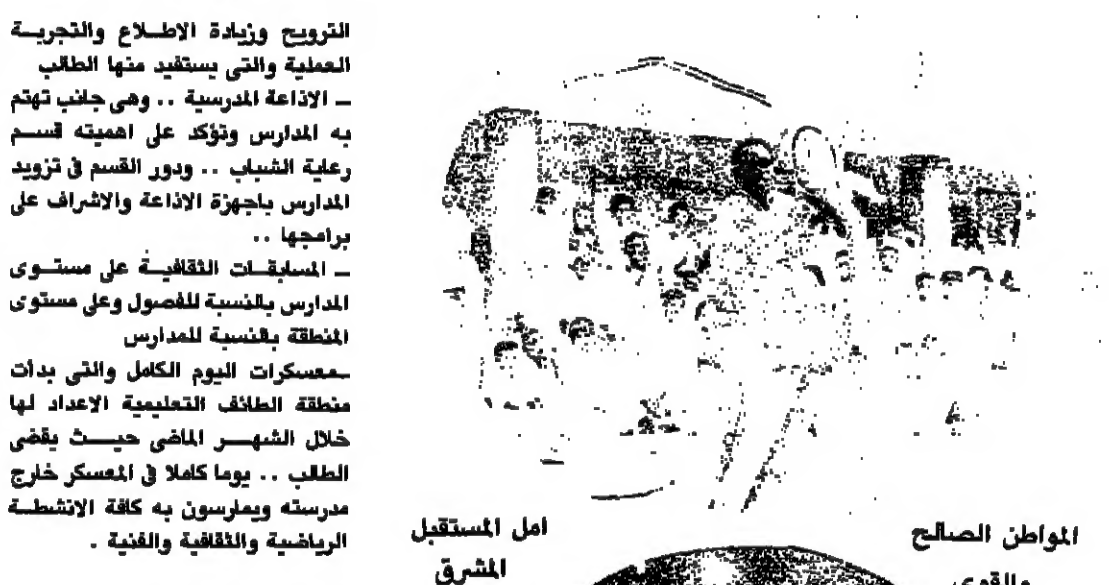 الترويح وزيادة الاطلاع والتجربة
العملية والتى يستفيد منها الطالب
ــ الاذاعة المدرسية .. وهى جانب تهتم
به المدارس وتؤكد على اهميته قسم
رعاية الشباب .. ودور القسم فى تزويد
المدارس باجهزة الاذاعة والاشراف على
برامجها ..
ــ المسابقات الثقافية على مستوى
المدارس بالنسبة للفصول وعلى مستوى
المنطقة بالنسبة للمدارس
ــ معسكرات اليوم الكامل والتى بدأت
منطقة الطائف التعليمية الاعداد لها
خلال الشهر الماضى حيث يقضى
الطالب .. يوما كاملا فى المعسكر خارج
مدرسته ويمارسون به كافة الانشطة
الرياضية والثقافية والفنية .
امل المستقبل
المشرق
المواطن الصالح
والقوى